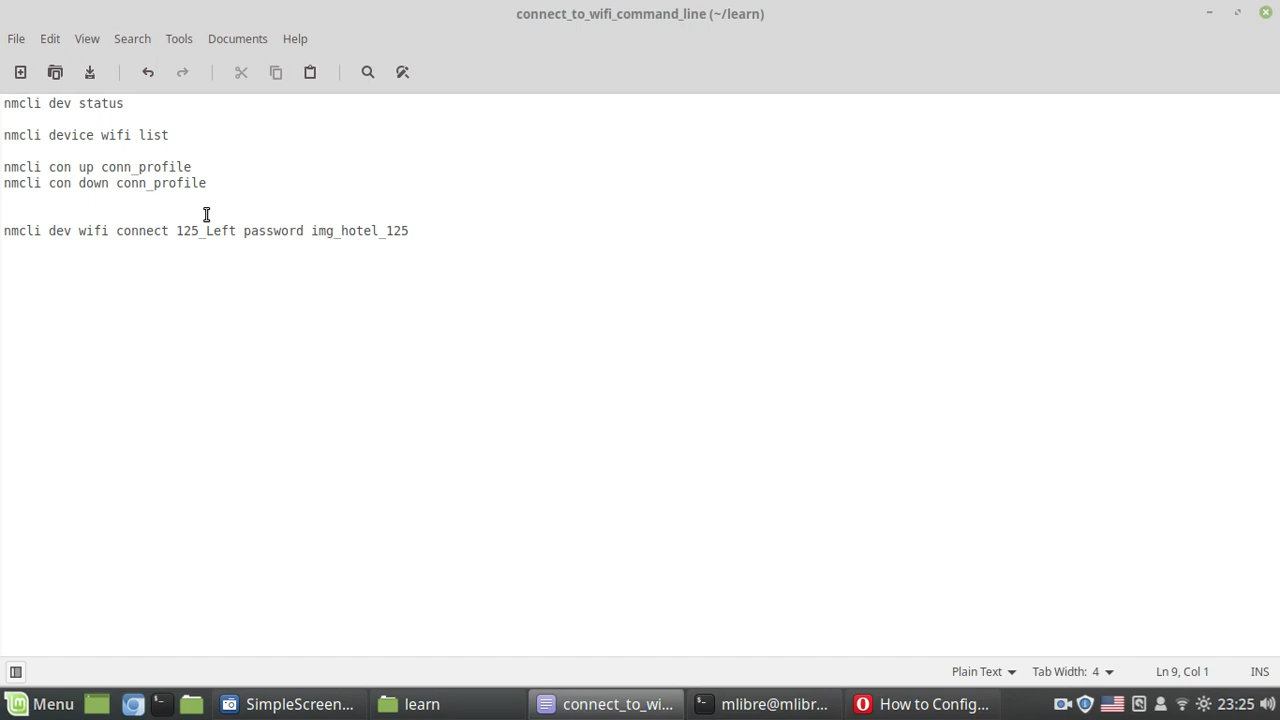 connect_to_wifi_command_line (~/learn)
File Edit View Search Tools Documents Help
nmcli dev status
nmcli device wifi list
nmcli con up conn_profile
nmcli con down conn_profile
nmcli dev wifi connect 125_Left password img_hotel_125
Plain Text Tab Width: 4 Ln 9, Col 1 INS
Menu SimpleScreen... learn connect_to_wi... mlibre@mlibr... How to Config... 23:25